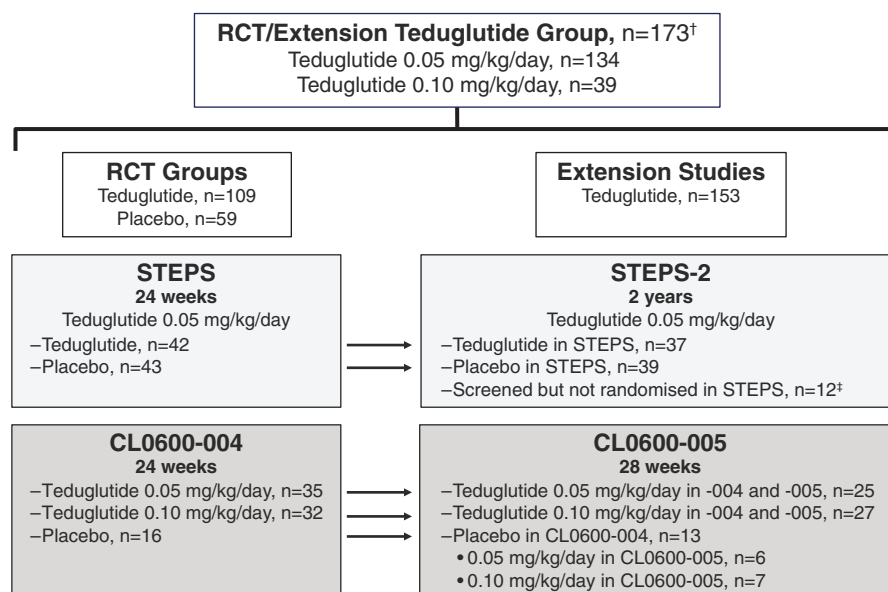 RCT/Extension Teduglutide Group, n=173†
Teduglutide 0.05 mg/kg/day, n=134
Teduglutide 0.10 mg/kg/day, n=39
RCT Groups
Teduglutide, n=109
Placebo, n=59
Extension Studies
Teduglutide, n=153
STEPS
24 weeks
Teduglutide 0.05 mg/kg/day
–Teduglutide, n=42
–Placebo, n=43
STEPS-2
2 years
Teduglutide 0.05 mg/kg/day
–Teduglutide in STEPS, n=37
–Placebo in STEPS, n=39
–Screened but not randomised in STEPS, n=12‡
CL0600-004
24 weeks
–Teduglutide 0.05 mg/kg/day, n=35
–Teduglutide 0.10 mg/kg/day, n=32
–Placebo, n=16
CL0600-005
28 weeks
–Teduglutide 0.05 mg/kg/day in -004 and -005, n=25
–Teduglutide 0.10 mg/kg/day in -004 and -005, n=27
–Placebo in CL0600-004, n=13
• 0.05 mg/kg/day in CL0600-005, n=6
• 0.10 mg/kg/day in CL0600-005, n=7